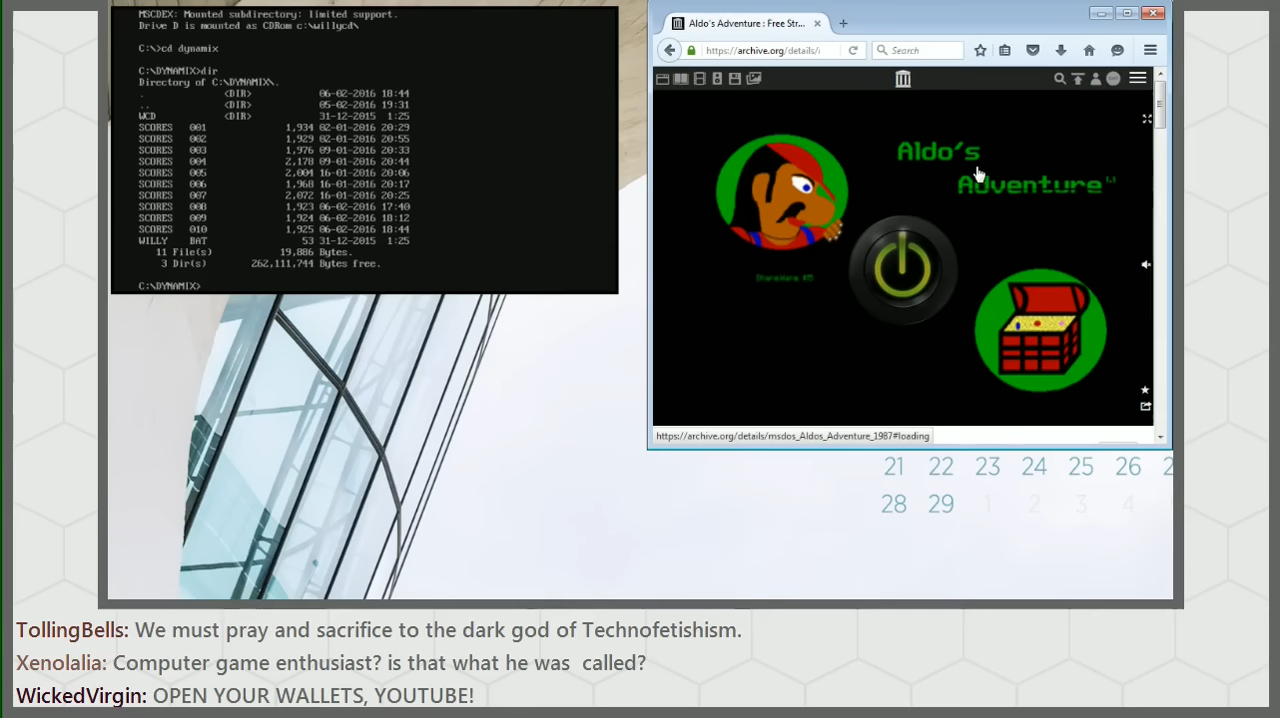 MSCDEX: Mounted subdirectory: limited support.
Drive D is mounted as CDRom c:\willycd\
C:\>cd dynamix
C:\DYNAMIX>dir
Directory of C:\DYNAMIX\.
. <DIR> 06-02-2016 18:44
.. <DIR> 05-02-2016 19:31
WCD <DIR> 31-12-2015 1:25
SCORES 001 1,934 02-01-2016 20:29
SCORES 002 1,929 02-01-2016 20:55
SCORES 003 1,976 09-01-2016 20:33
SCORES 004 2,178 09-01-2016 20:44
SCORES 005 2,004 16-01-2016 20:06
SCORES 006 1,968 16-01-2016 20:17
SCORES 007 2,072 16-01-2016 20:25
SCORES 008 1,923 06-02-2016 17:40
SCORES 009 1,924 06-02-2016 18:12
SCORES 010 1,925 06-02-2016 18:44
WILLY BAT 53 31-12-2015 1:25
11 File(s) 19,886 Bytes.
3 Dir(s) 262,111,744 Bytes free.
C:\DYNAMIX>
Aldo's Adventure : Free Str...
https://archive.org/details/
Search
Aldo's
Adventure
https://archive.org/details/msdos_Aldos_Adventure_1987#loading
21 22 23 24 25 26 2
28 29 1 2 3 4
TollingBells: We must pray and sacrifice to the dark god of Technofetishism.
Xenolalia: Computer game enthusiast? is that what he was called?
WickedVirgin: OPEN YOUR WALLETS, YOUTUBE!